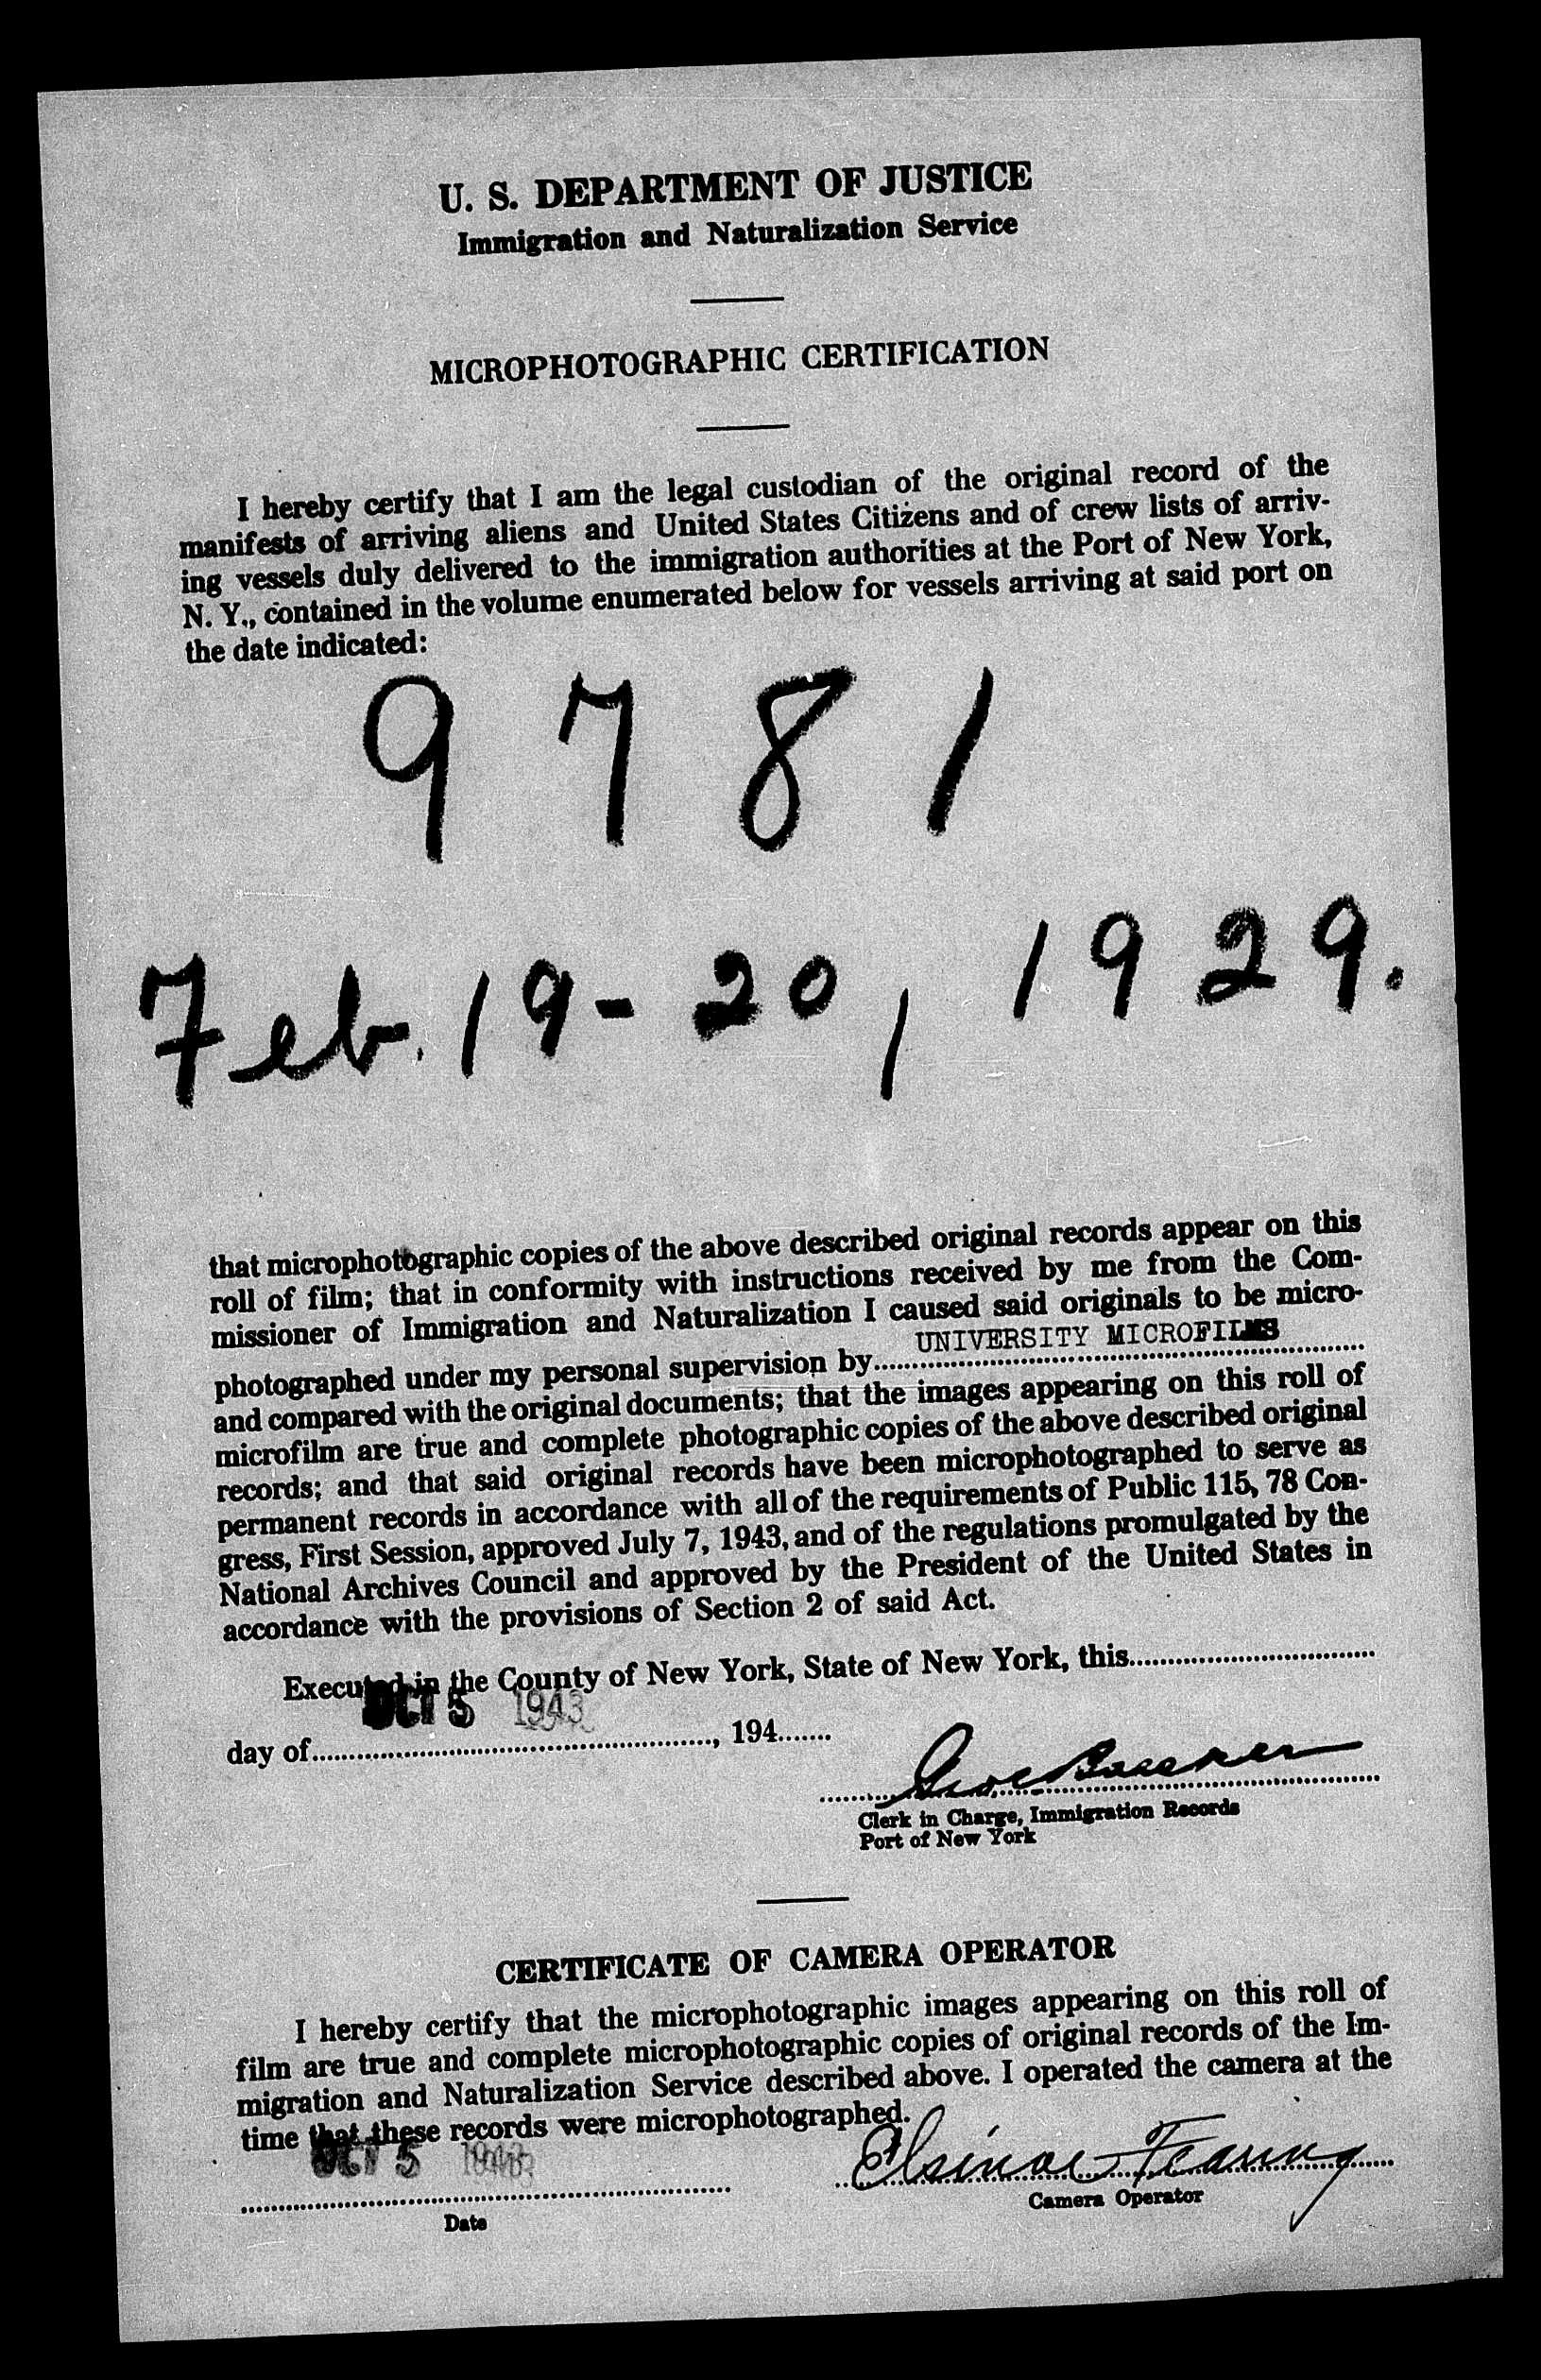 U. S. DEPARTMENT OF JUSTICE
Immigration and Naturalization Service
MICROPHOTOGRAPHIC CERTIFICATION
I hereby certify that I am the legal custodian of the original record of the
manifests of arriving aliens and United States Citizens and of crew lists of arriv-
ing vessels duly delivered to the immigration authorities at the Port of New York,
N. Y., contained in the volume enumerated below for vessels arriving at said port on
the date indicated:
9781
Feb. 19-20, 1929.
that microphotographic copies of the above described original records appear on this
roll of film; that in conformity with instructions received by me from the Com-
missioner of Immigration and Naturalization I caused said originals to be micro-
photographed under my personal supervision by UNIVERSITY MICROFILMS
and compared with the original documents; that the images appearing on this roll of
microfilm are true and complete photographic copies of the above described original
records; and that said original records have been microphotographed to serve as
permanent records in accordance with all of the requirements of Public 115, 78 Con-
gress, First Session, approved July 7, 1943, and of the regulations promulgated by the
National Archives Council and approved by the President of the United States in
accordance with the provisions of Section 2 of said Act.
Executed in the County of New York, State of New York, this
OCT 5 1943
day of, 194
Clerk in Charge, Immigration Records
Port of New York
CERTIFICATE OF CAMERA OPERATOR
I hereby certify that the microphotographic images appearing on this roll of
film are true and complete microphotographic copies of original records of the Im-
migration and Naturalization Service described above. I operated the camera at the
time that these records were microphotographed.
OCT 5 1943
Elsinoe Fearing
Date
Camera Operator